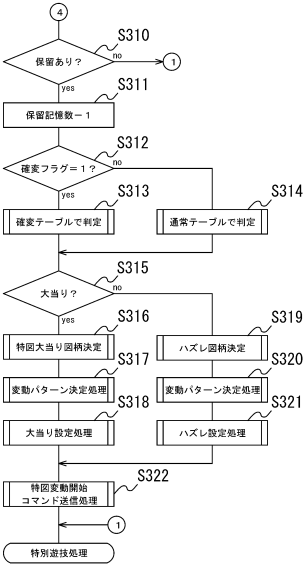 4
S310
保留あり?
no
1
yes
S311
保留記憶数-1
S312
確変フラグ=1?
no
yes
S313
S314
確変テーブルで判定
通常テーブルで判定
S315
大当り?
no
yes
S316
S319
特図大当り図柄決定
ハズレ図柄決定
S317
S320
変動パターン決定処理
変動パターン決定処理
S318
S321
大当り設定処理
ハズレ設定処理
S322
特図変動開始
コマンド送信処理
1
特別遊技処理